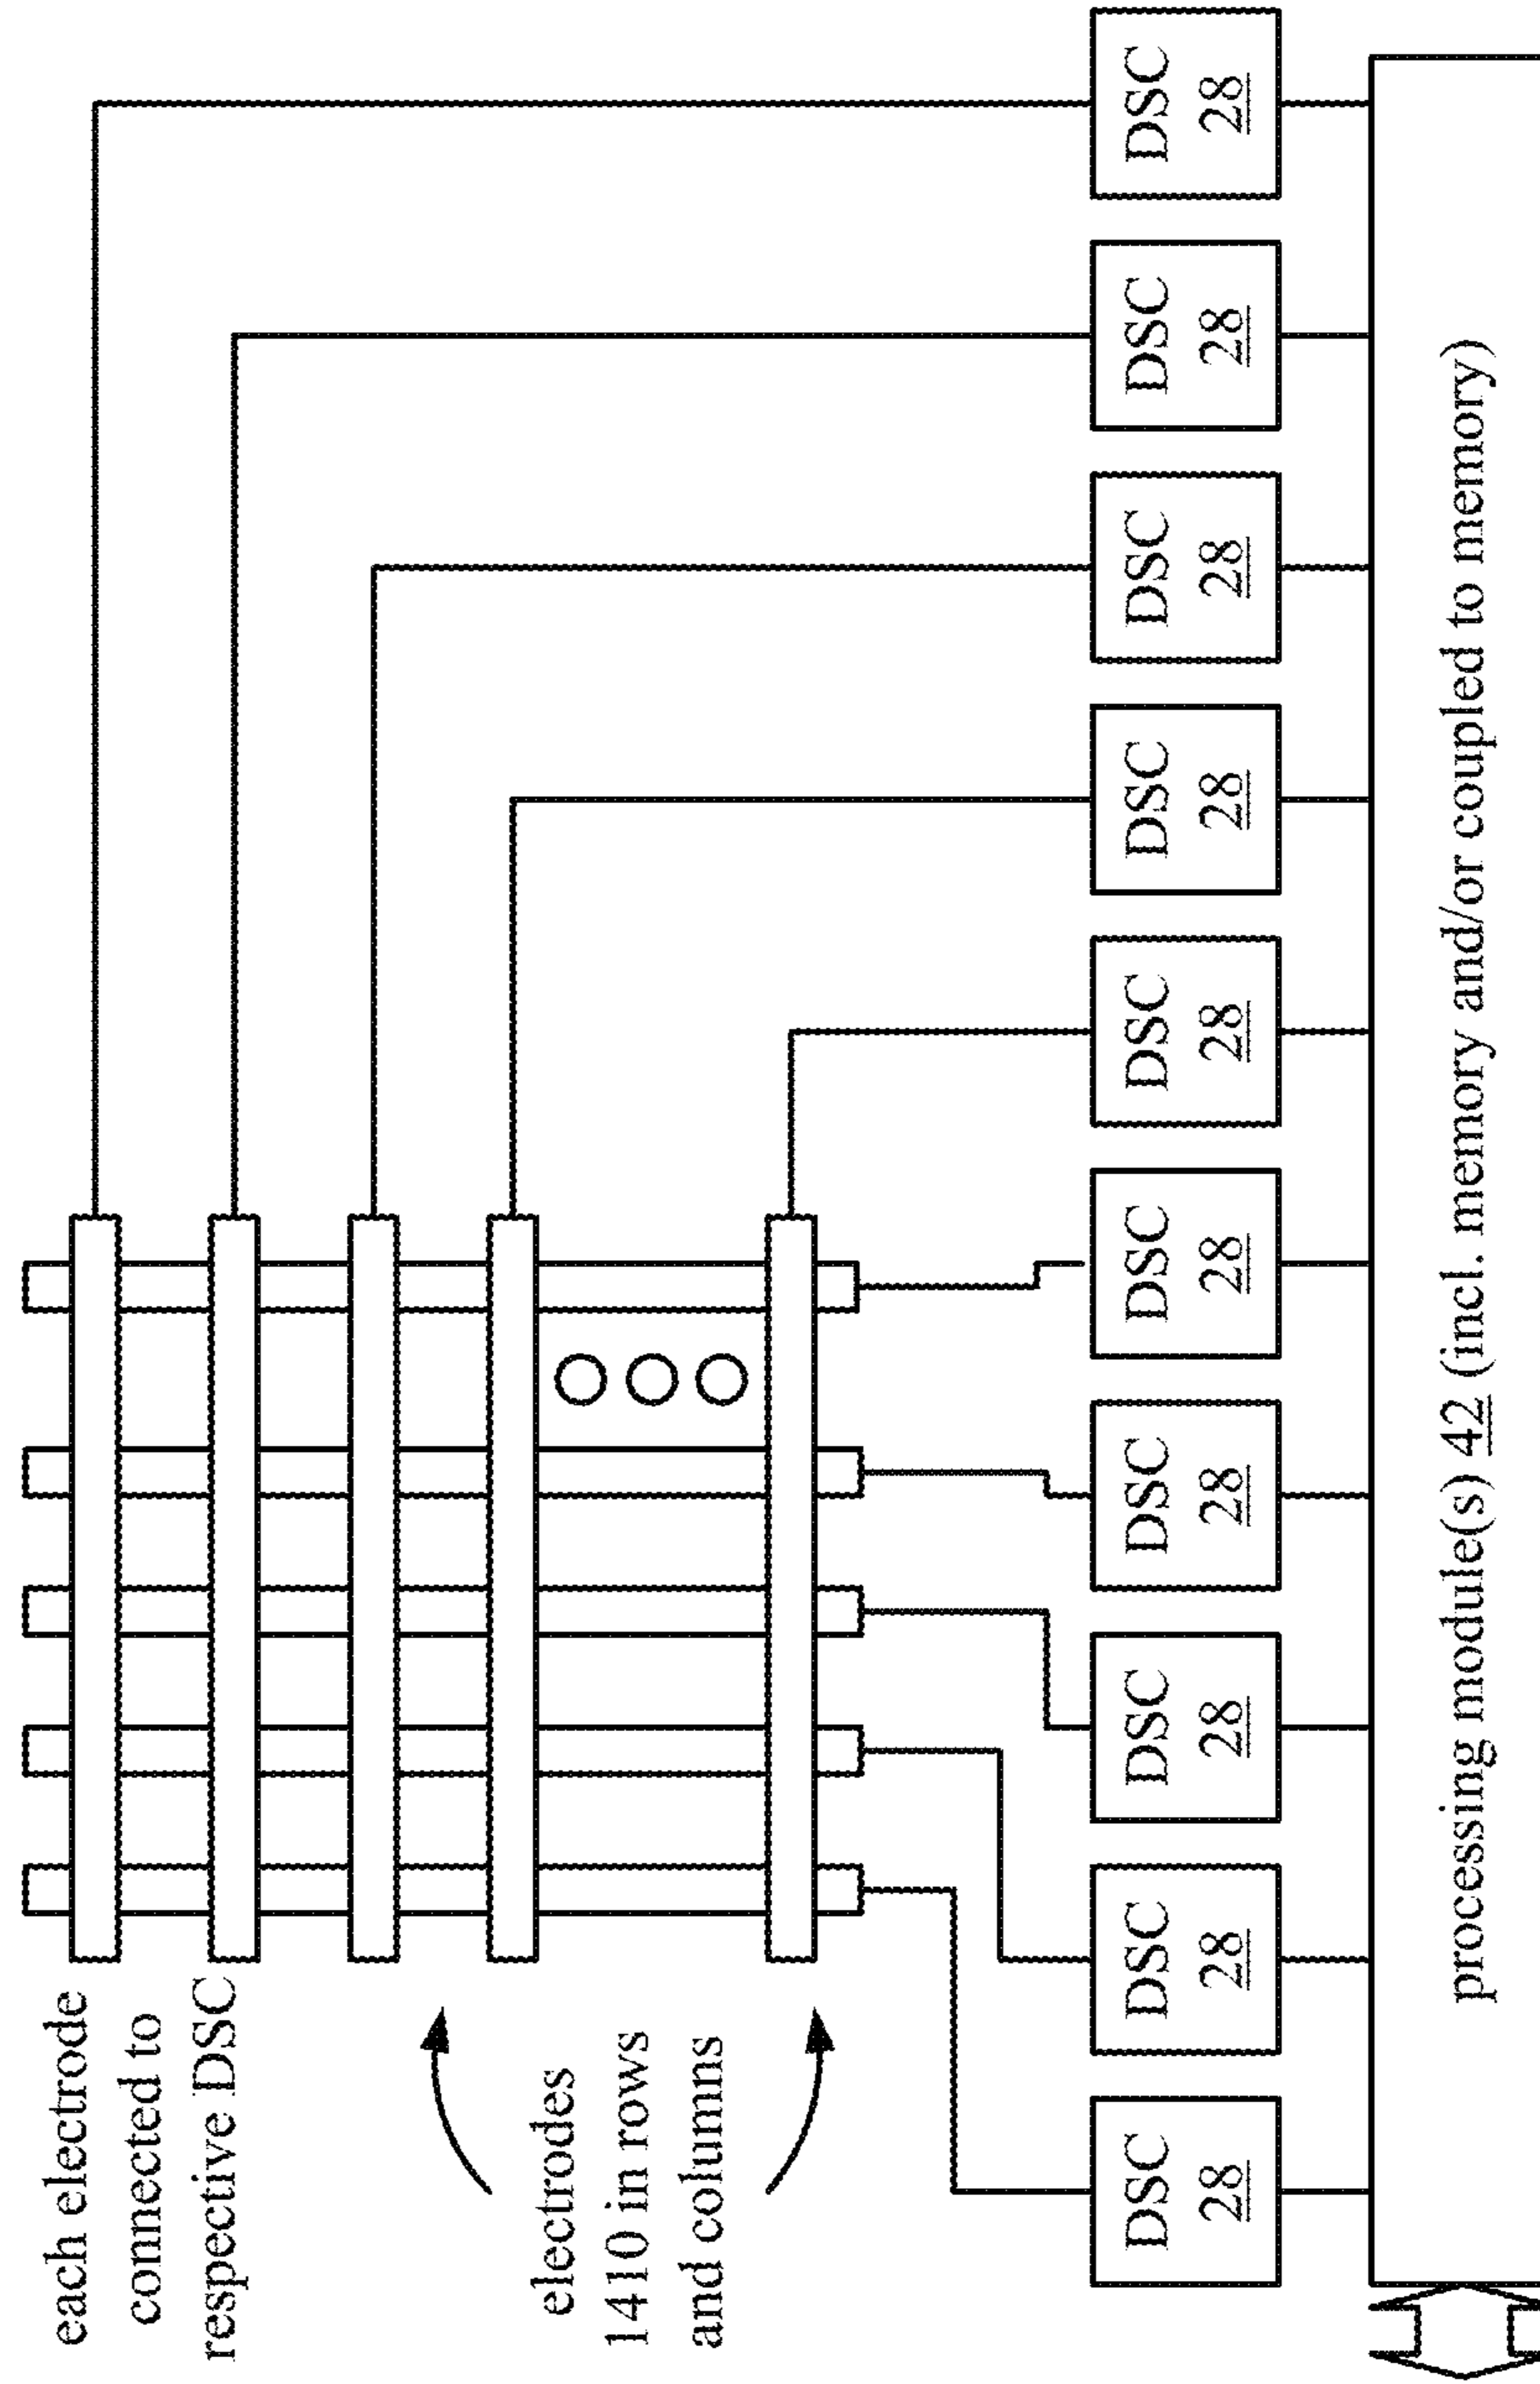 each electrode
connected to
respective DSC
electrodes
1410 in rows
and columns
DSC
28
DSC
28
DSC
28
DSC
28
DSC
28
DSC
28
DSC
28
DSC
28
DSC
28
DSC
28
processing module(s) 42 (incl. memory and/or coupled to memory)